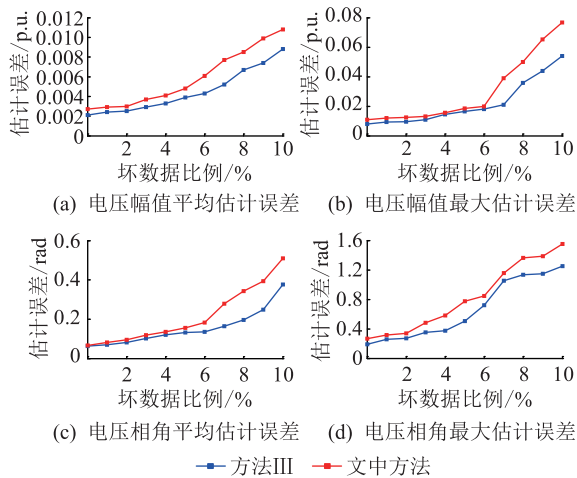 估计误差/p.u.
0.012
0.010
0.008
0.006
0.004
0.002
0
2
4
6
8
10
坏数据比例/%
(a) 电压幅值平均估计误差
估计误差/p.u.
0.08
0.06
0.04
0.02
0
2
4
6
8
10
坏数据比例/%
(b) 电压幅值最大估计误差
估计误差/rad
0.6
0.4
0.2
0
2
4
6
8
10
坏数据比例/%
(c) 电压相角平均估计误差
估计误差/rad
1.6
1.2
0.8
0.4
0
2
4
6
8
10
坏数据比例/%
(d) 电压相角最大估计误差
方法III
文中方法